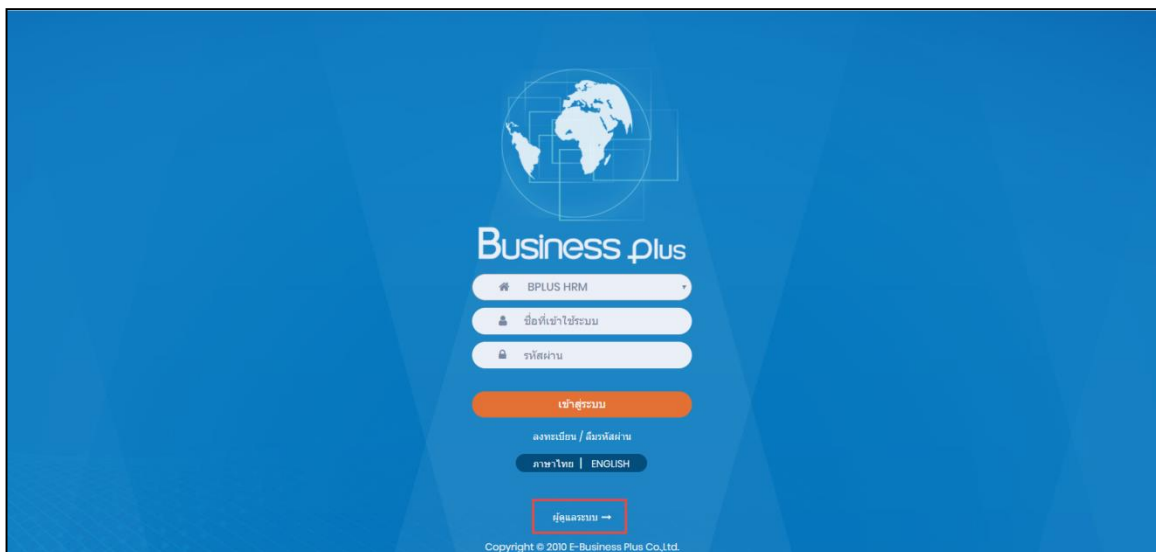 Business Plus
BPLUS HRM
ชื่อที่เข้าใช้ระบบ
รหัสผ่าน
เข้าสู่ระบบ
ลงทะเบียน / ลืมรหัสผ่าน
ภาษาไทย | ENGLISH
ผู้ดูแลระบบ →
Copyright © 2010 E-Business Plus Co.,Ltd.